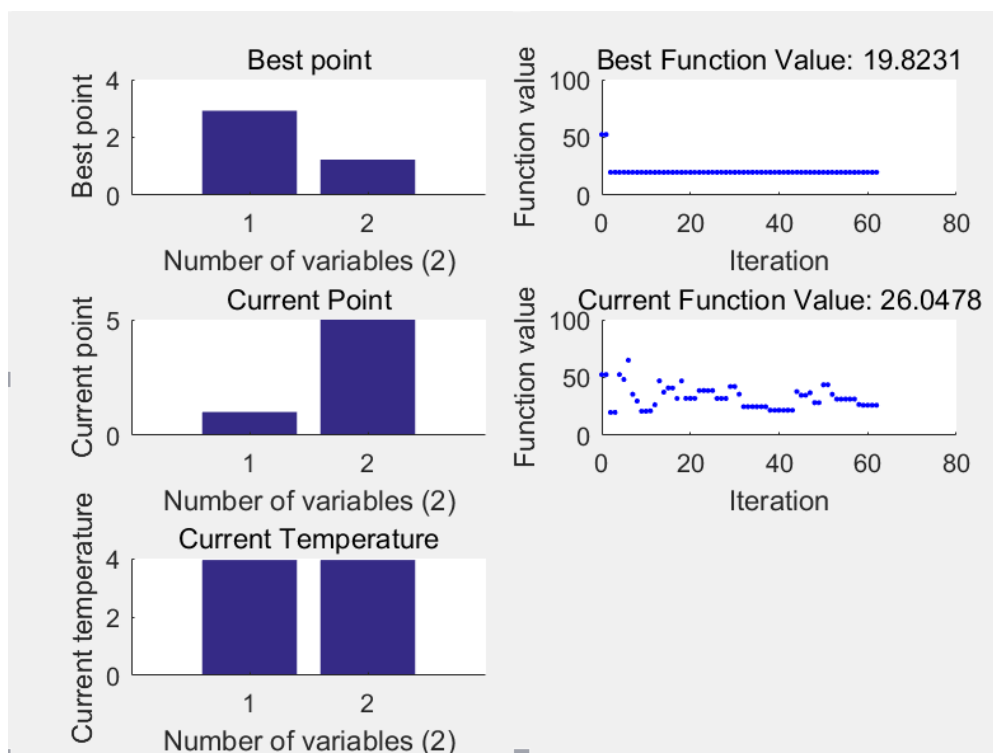 Best point
Best point
4
2
0
1 2
Number of variables (2)
Best Function Value: 19.8231
Function value
100
50
0
0 20 40 60 80
Iteration
Current Point
Current point
5
0
1 2
Number of variables (2)
Current Function Value: 26.0478
Function value
100
50
0
0 20 40 60 80
Iteration
Current Temperature
Current temperature
4
2
0
1 2
Number of variables (2)